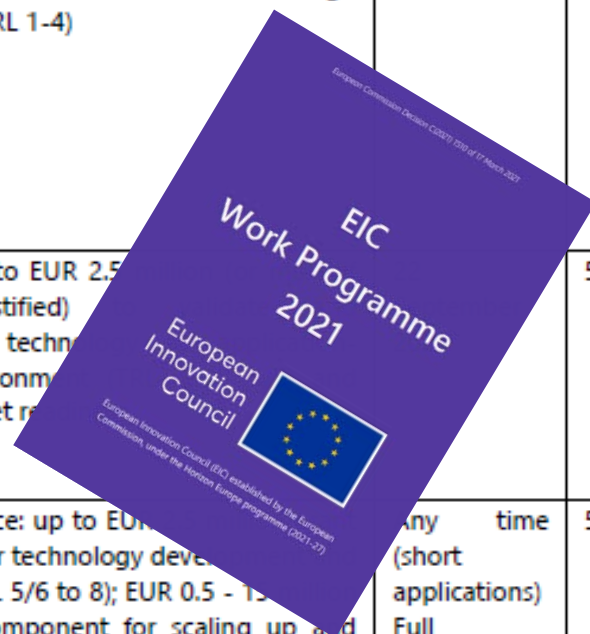 RL 1-4)
European Commission Decision C(2021) 1510 of 17 March 2021
EIC
Work Programme
2021
European
Innovation
Council
European Innovation Council (EIC) established by the European
Commission, under the Horizon Europe programme (2021-27)
to EUR 2.5
stified)
techn
onm
et re
ce: up to EUR
r technology deve
5/6 to 8); EUR 0.5 - 15
omponent for scaling up and
Any time
(short
applications)
Full
5
5